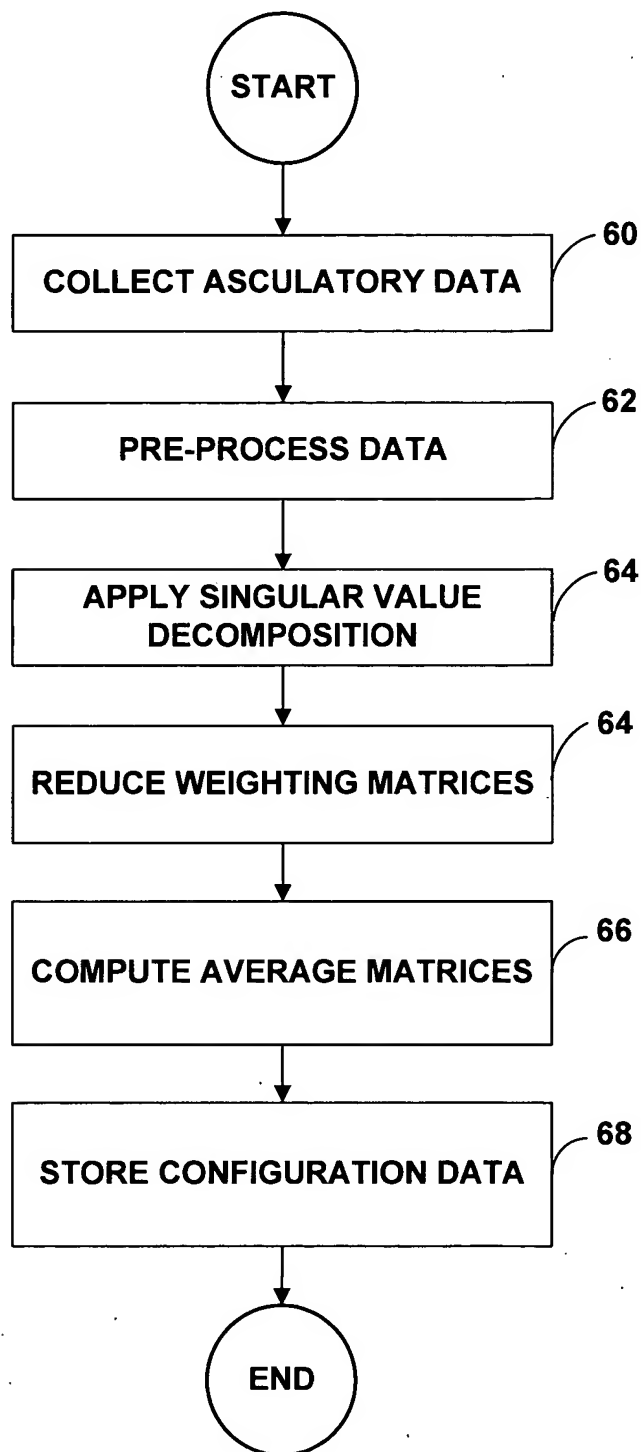 START
60
COLLECT ASCULATORY DATA
62
PRE-PROCESS DATA
64
APPLY SINGULAR VALUE
DECOMPOSITION
64
REDUCE WEIGHTING MATRICES
66
COMPUTE AVERAGE MATRICES
68
STORE CONFIGURATION DATA
END